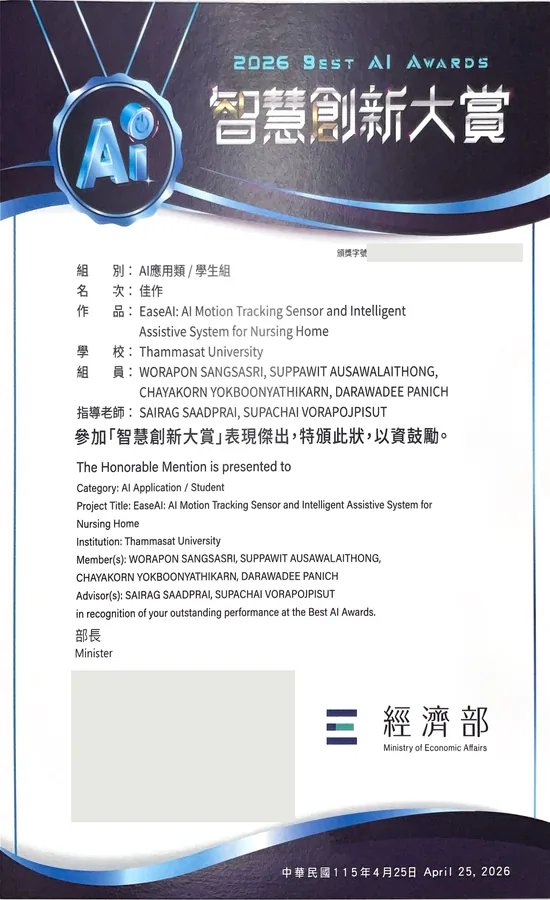 2026 BEST AI AWARDS
智慧創新大賞
Ai
頒獎字號
組 別：AI應用類 / 學生組
名 次：佳作
作 品：EaseAI: AI Motion Tracking Sensor and Intelligent
Assistive System for Nursing Home
學 校：Thammasat University
組 員：WORAPON SANGSASRI, SUPPAWIT AUSAWALAITHONG,
CHAYAKORN YOKBOONYATHIKARN, DARAWADEE PANICH
指導老師：SAIRAG SAADPRAI, SUPACHAI VORAPOJPISUT
參加「智慧創新大賞」表現傑出，特頒此狀，以資鼓勵。
The Honorable Mention is presented to
Category: AI Application / Student
Project Title: EaseAI: AI Motion Tracking Sensor and Intelligent Assistive System for
Nursing Home
Institution: Thammasat University
Member(s): WORAPON SANGSASRI, SUPPAWIT AUSAWALAITHONG,
CHAYAKORN YOKBOONYATHIKARN, DARAWADEE PANICH
Advisor(s): SAIRAG SAADPRAI, SUPACHAI VORAPOJPISUT
in recognition of your outstanding performance at the Best AI Awards.
部長
Minister
經濟部
Ministry of Economic Affairs
中華民國115年4月25日 April 25, 2026